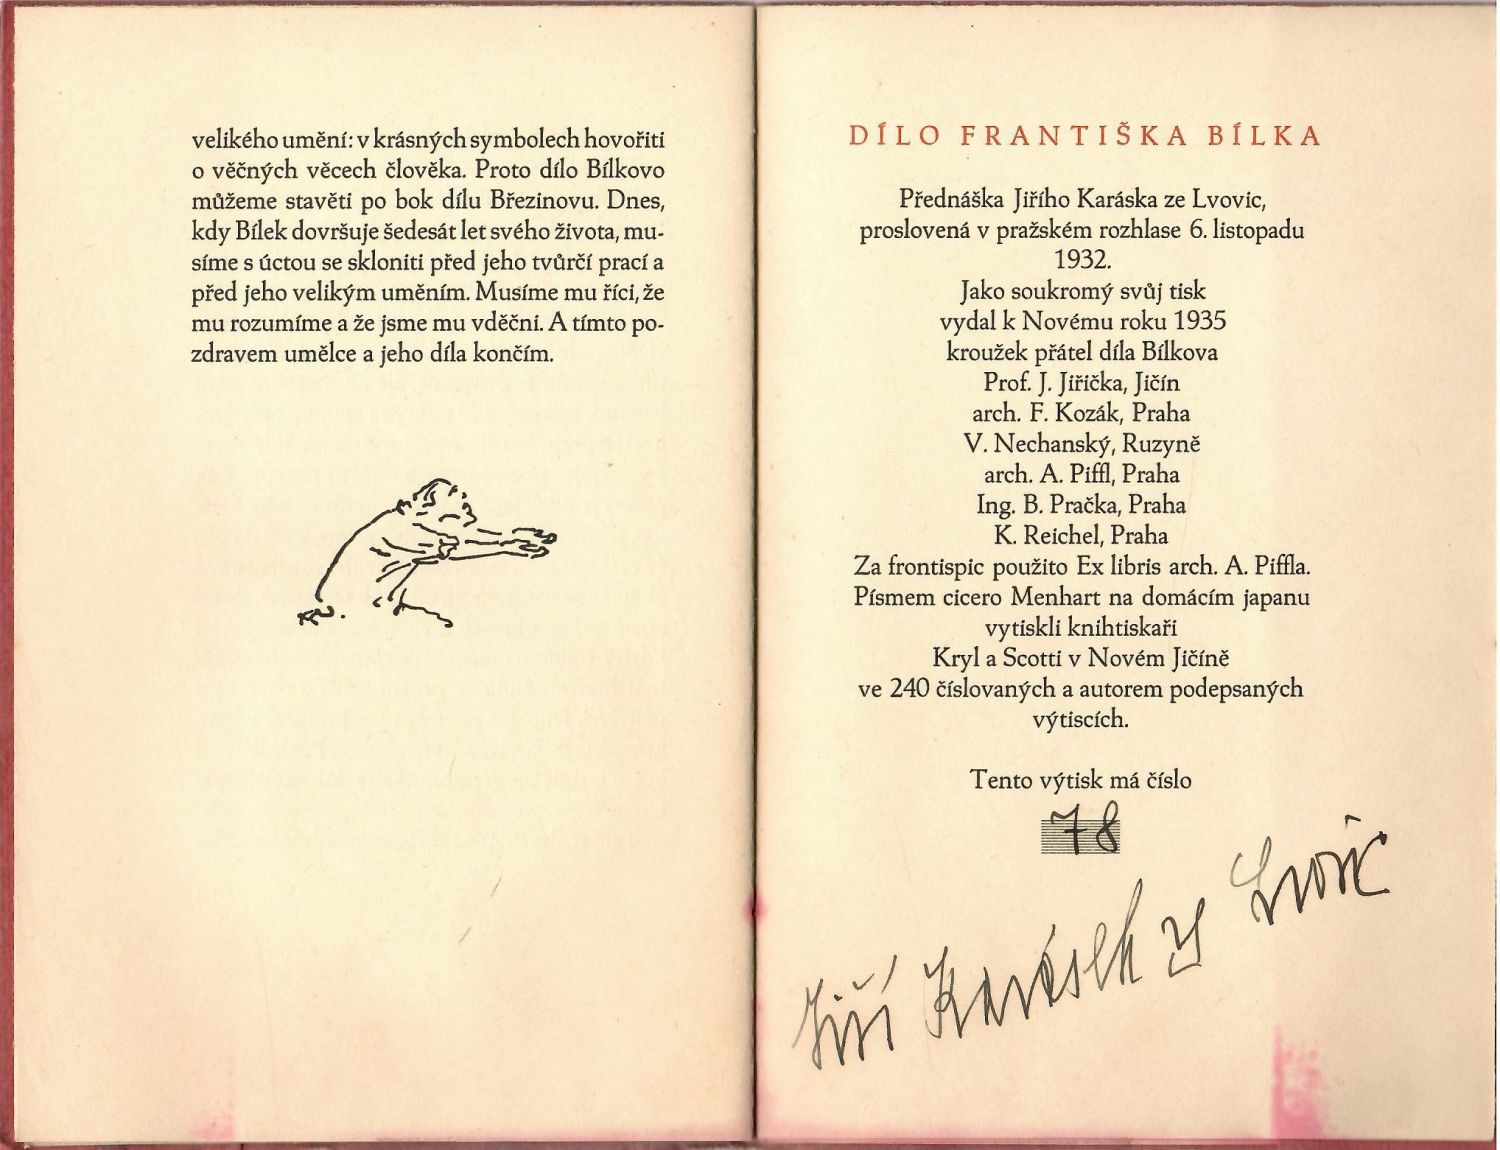 velikého umění: v krásných symbolech hovořiti
o věčných věcech člověka. Proto dílo Bílkovo
můžeme stavěti po bok dílu Březinovu. Dnes,
kdy Bílek dovršuje šedesát let svého života, mu-
síme s úctou se skloniti před jeho tvůrčí prací a
před jeho velikým uměním. Musíme mu říci, že
mu rozumíme a že jsme mu vděčni. A tímto po-
zdravem umělce a jeho díla končím.
DÍLO FRANTIŠKA BÍLKA
Přednáška Jiřího Karáska ze Lvovic,
proslovená v pražském rozhlase 6. listopadu
1932.
Jako soukromý svůj tisk
vydal k Novému roku 1935
kroužek přátel díla Bílkova
Prof. J. Jiřička, Jičín
arch. F. Kozák, Praha
V. Nechanský, Ruzyně
arch. A. Piffl, Praha
Ing. B. Pračka, Praha
K. Reichel, Praha
Za frontispic použito Ex libris arch. A. Piffla.
Písmem cicero Menhart na domácím japanu
vytiskli knihtiskaři
Kryl a Scotti v Novém Jičíně
ve 240 číslovaných a autorem podepsaných
výtiscích.
Tento výtisk má číslo
78
Jiří Karásek ze Lvovic